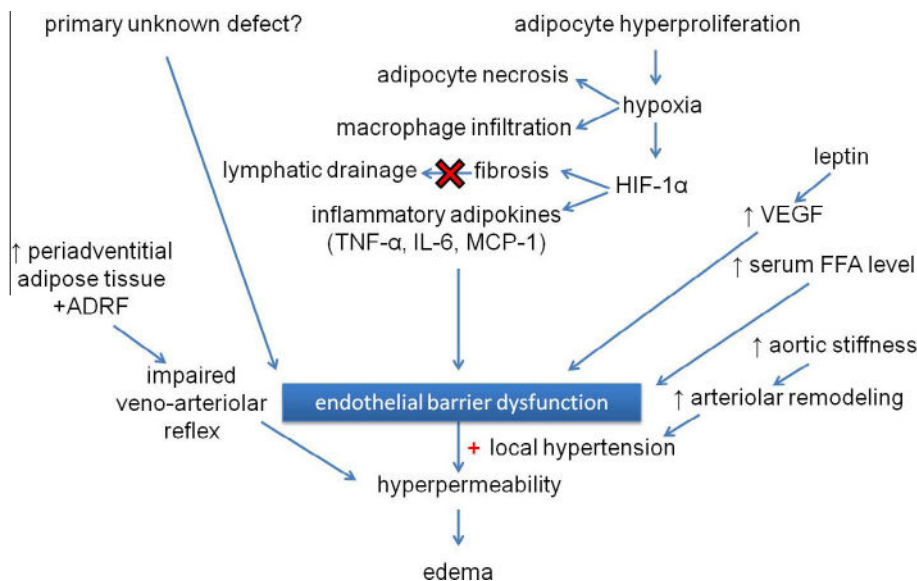 primary unknown defect?
adipocyte hyperproliferation
adipocyte necrosis
hypoxia
macrophage infiltration
lymphatic drainage
fibrosis
HIF-1α
leptin
inflammatory adipokines
(TNF-α, IL-6, MCP-1)
↑ VEGF
↑ periadventitial
adipose tissue
+ADRF
↑ serum FFA level
↑ aortic stiffness
impaired
veno-arteriolar
reflex
endothelial barrier dysfunction
↑ arteriolar remodeling
+ local hypertension
hyperpermeability
edema